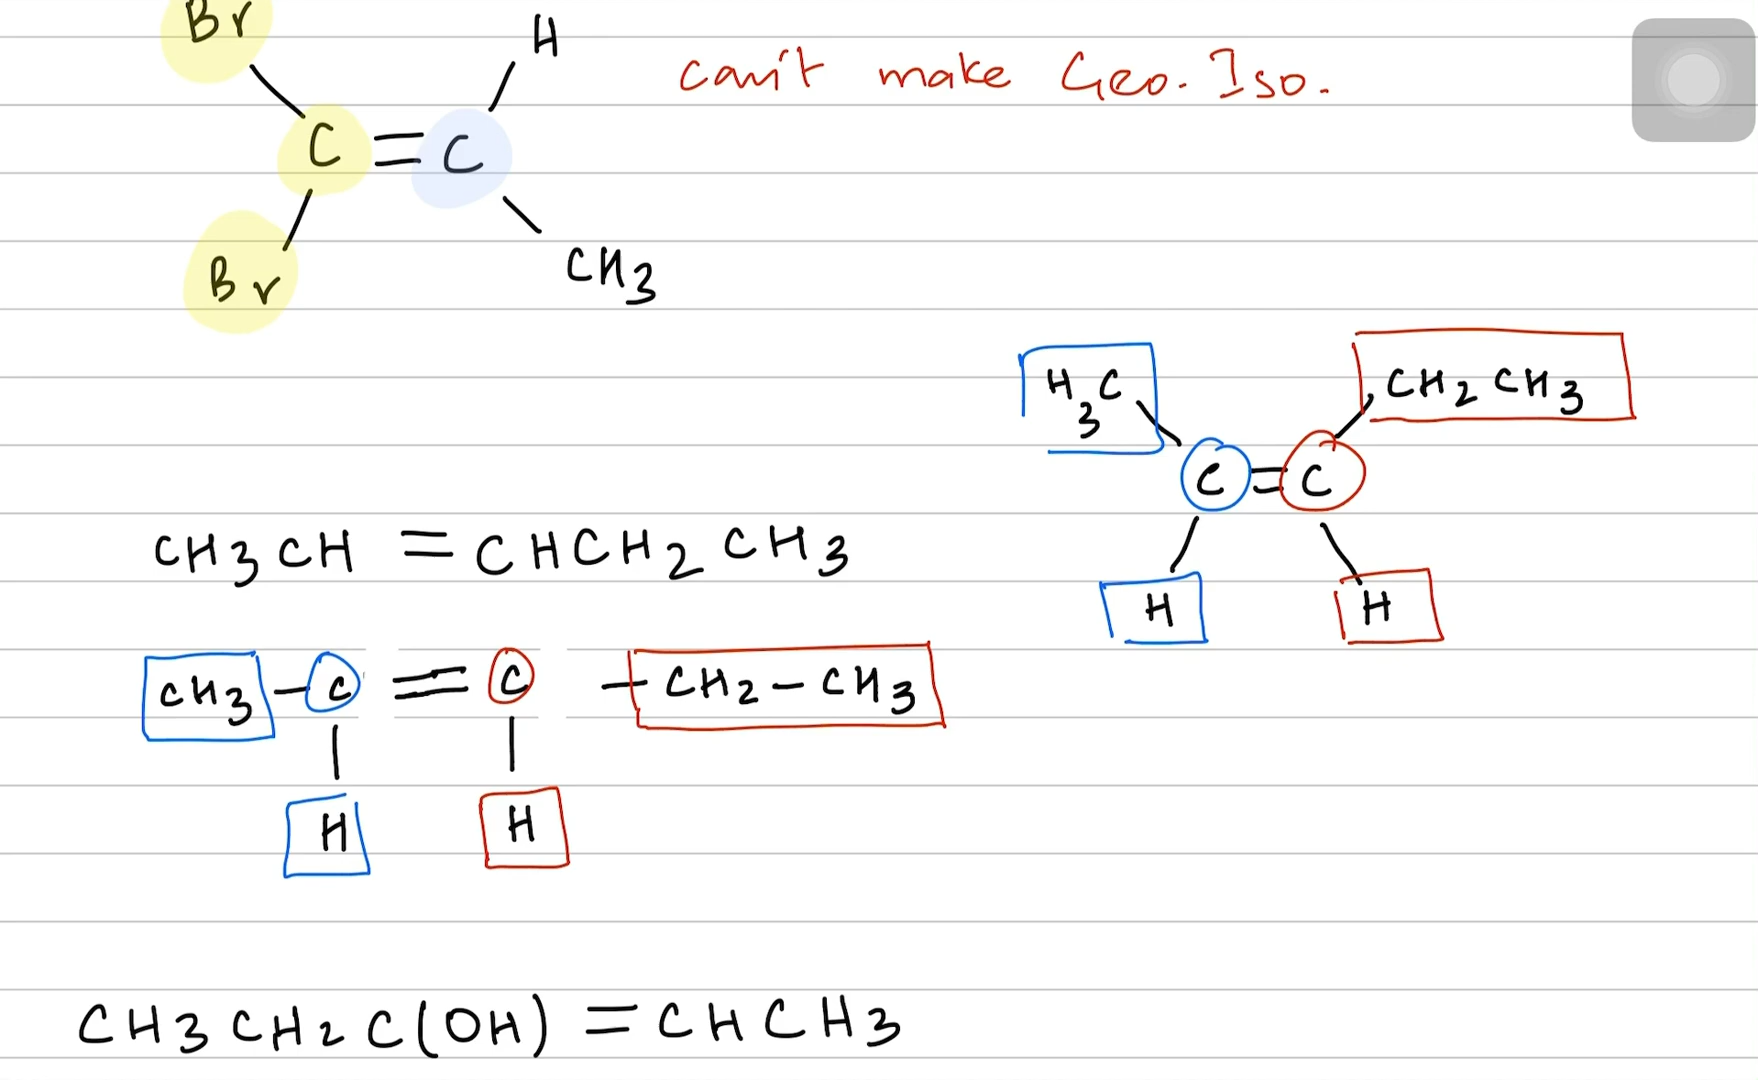 Br
H
can't make Geo. Iso.
C = C
Br
CH3
H3C
CH2CH3
C = C
H
H
CH3CH = CHCH2CH3
CH3 - C = C - CH2 - CH3
H
H
CH3CH2C(OH) = CHCH3